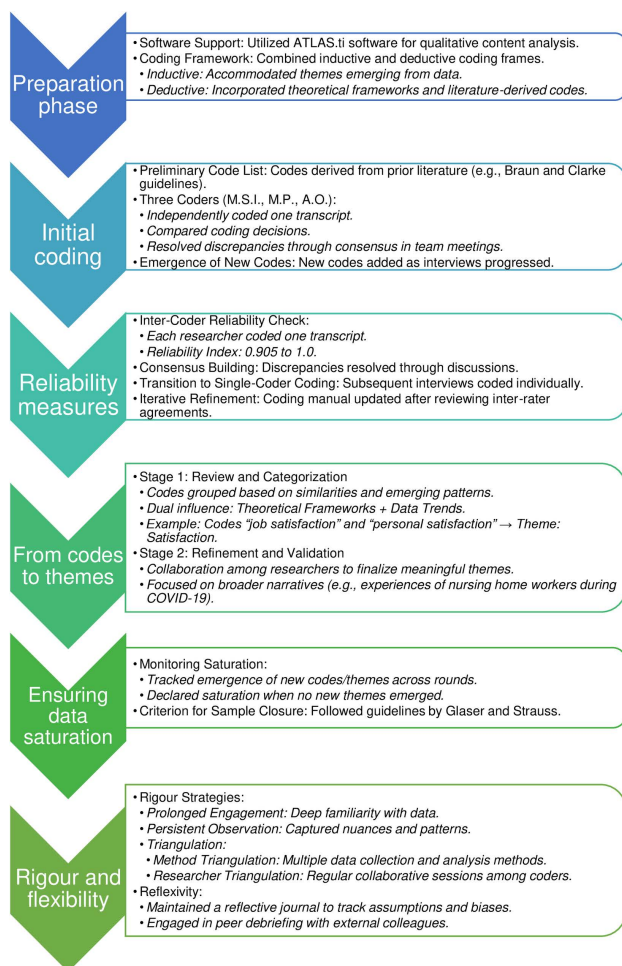 Preparation
phase
• Software Support: Utilized ATLAS.ti software for qualitative content analysis.
• Coding Framework: Combined inductive and deductive coding frames.
• Inductive: Accommodated themes emerging from data.
• Deductive: Incorporated theoretical frameworks and literature-derived codes.
Initial
coding
• Preliminary Code List: Codes derived from prior literature (e.g., Braun and Clarke
guidelines).
• Three Coders (M.S.I., M.P., A.O.):
• Independently coded one transcript.
• Compared coding decisions.
• Resolved discrepancies through consensus in team meetings.
• Emergence of New Codes: New codes added as interviews progressed.
Reliability
measures
• Inter-Coder Reliability Check:
• Each researcher coded one transcript.
• Reliability Index: 0.905 to 1.0.
• Consensus Building: Discrepancies resolved through discussions.
• Transition to Single-Coder Coding: Subsequent interviews coded individually.
• Iterative Refinement: Coding manual updated after reviewing inter-rater
agreements.
From codes
to themes
• Stage 1: Review and Categorization
• Codes grouped based on similarities and emerging patterns.
• Dual influence: Theoretical Frameworks + Data Trends.
• Example: Codes “job satisfaction” and “personal satisfaction” → Theme:
Satisfaction.
• Stage 2: Refinement and Validation
• Collaboration among researchers to finalize meaningful themes.
• Focused on broader narratives (e.g., experiences of nursing home workers during
COVID-19).
Ensuring
data
saturation
• Monitoring Saturation:
• Tracked emergence of new codes/themes across rounds.
• Declared saturation when no new themes emerged.
• Criterion for Sample Closure: Followed guidelines by Glaser and Strauss.
Rigour and
flexibility
• Rigor Strategies:
• Prolonged Engagement: Deep familiarity with data.
• Persistent Observation: Captured nuances and patterns.
• Triangulation:
• Method Triangulation: Multiple data collection and analysis methods.
• Researcher Triangulation: Regular collaborative sessions among coders.
• Reflexivity:
• Maintained a reflective journal to track assumptions and biases.
• Engaged in peer debriefing with external colleagues.